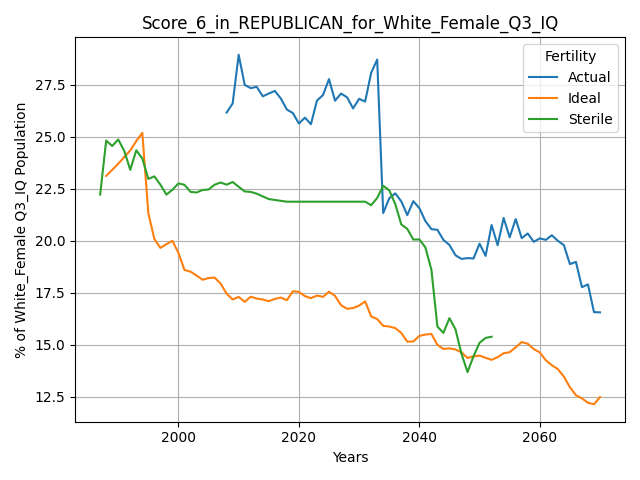 Score_6_in_REPUBLICAN_for_White_Female_Q3_IQ
Fertility
Actual
Ideal
Sterile
% of White_Female Q3_IQ Population
27.5
25.0
22.5
20.0
17.5
15.0
12.5
2000
2020
2040
2060
Years